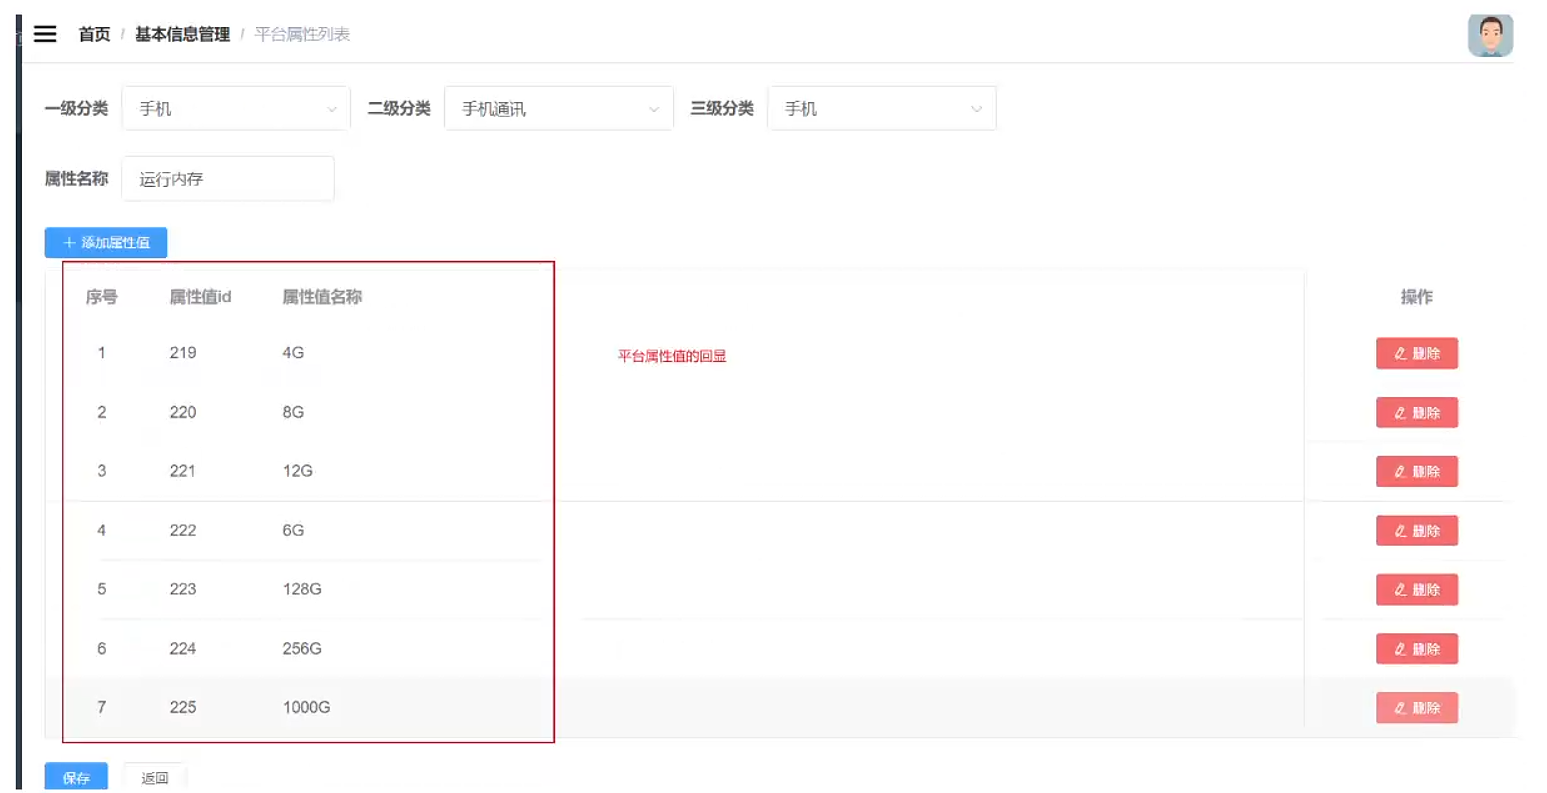 首页 / 基本信息管理 / 平台属性列表
一级分类 手机 二级分类 手机通讯 三级分类 手机
属性名称 运行内存
+ 添加属性值
序号 属性值id 属性值名称 操作
1 219 4G 平台属性值的回显 删除
2 220 8G 删除
3 221 12G 删除
4 222 6G 删除
5 223 128G 删除
6 224 256G 删除
7 225 1000G 删除
保存 返回